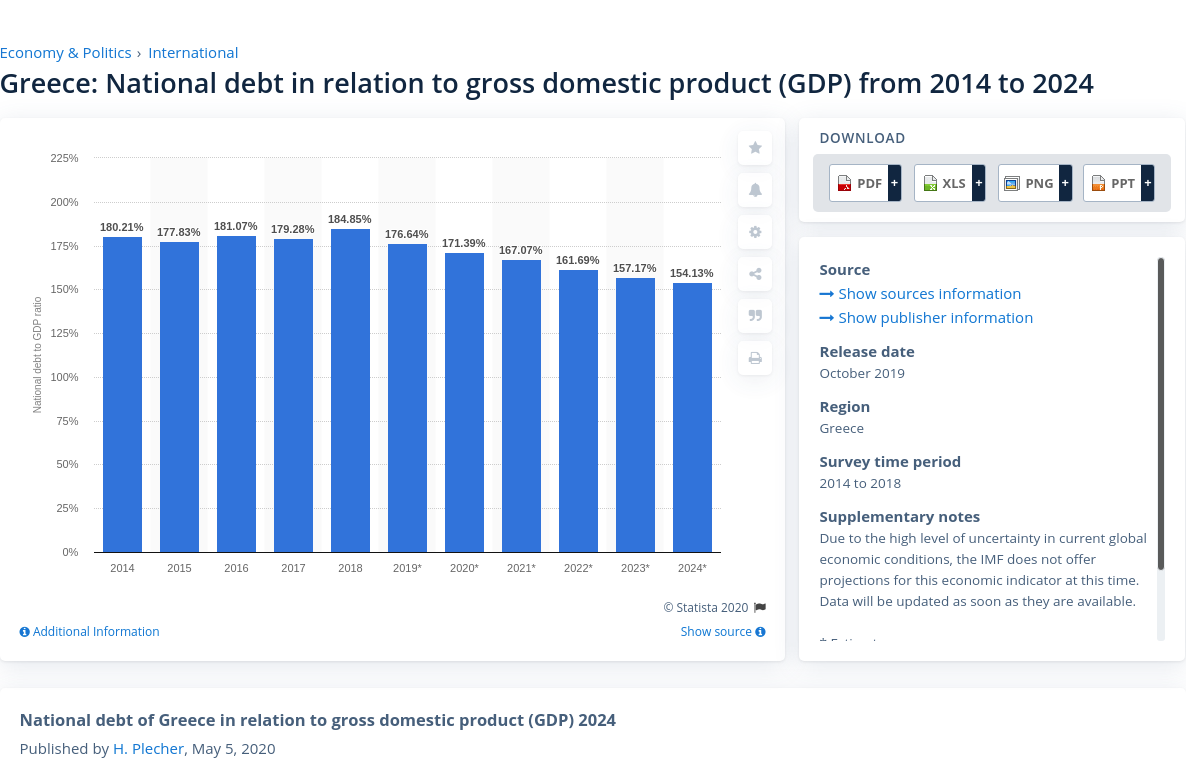 Economy & Politics › International
Greece: National debt in relation to gross domestic product (GDP) from 2014 to 2024
National debt to GDP ratio
225%
200%
175%
150%
125%
100%
75%
50%
25%
0%
180.21%
177.83%
181.07%
179.28%
184.85%
176.64%
171.39%
167.07%
161.69%
157.17%
154.13%
2014
2015
2016
2017
2018
2019*
2020*
2021*
2022*
2023*
2024*
© Statista 2020
Additional Information
Show source
DOWNLOAD
PDF + XLS + PNG + PPT +
Source
Show sources information
Show publisher information
Release date
October 2019
Region
Greece
Survey time period
2014 to 2018
Supplementary notes
Due to the high level of uncertainty in current global
economic conditions, the IMF does not offer
projections for this economic indicator at this time.
Data will be updated as soon as they are available.
National debt of Greece in relation to gross domestic product (GDP) 2024
Published by H. Plecher, May 5, 2020